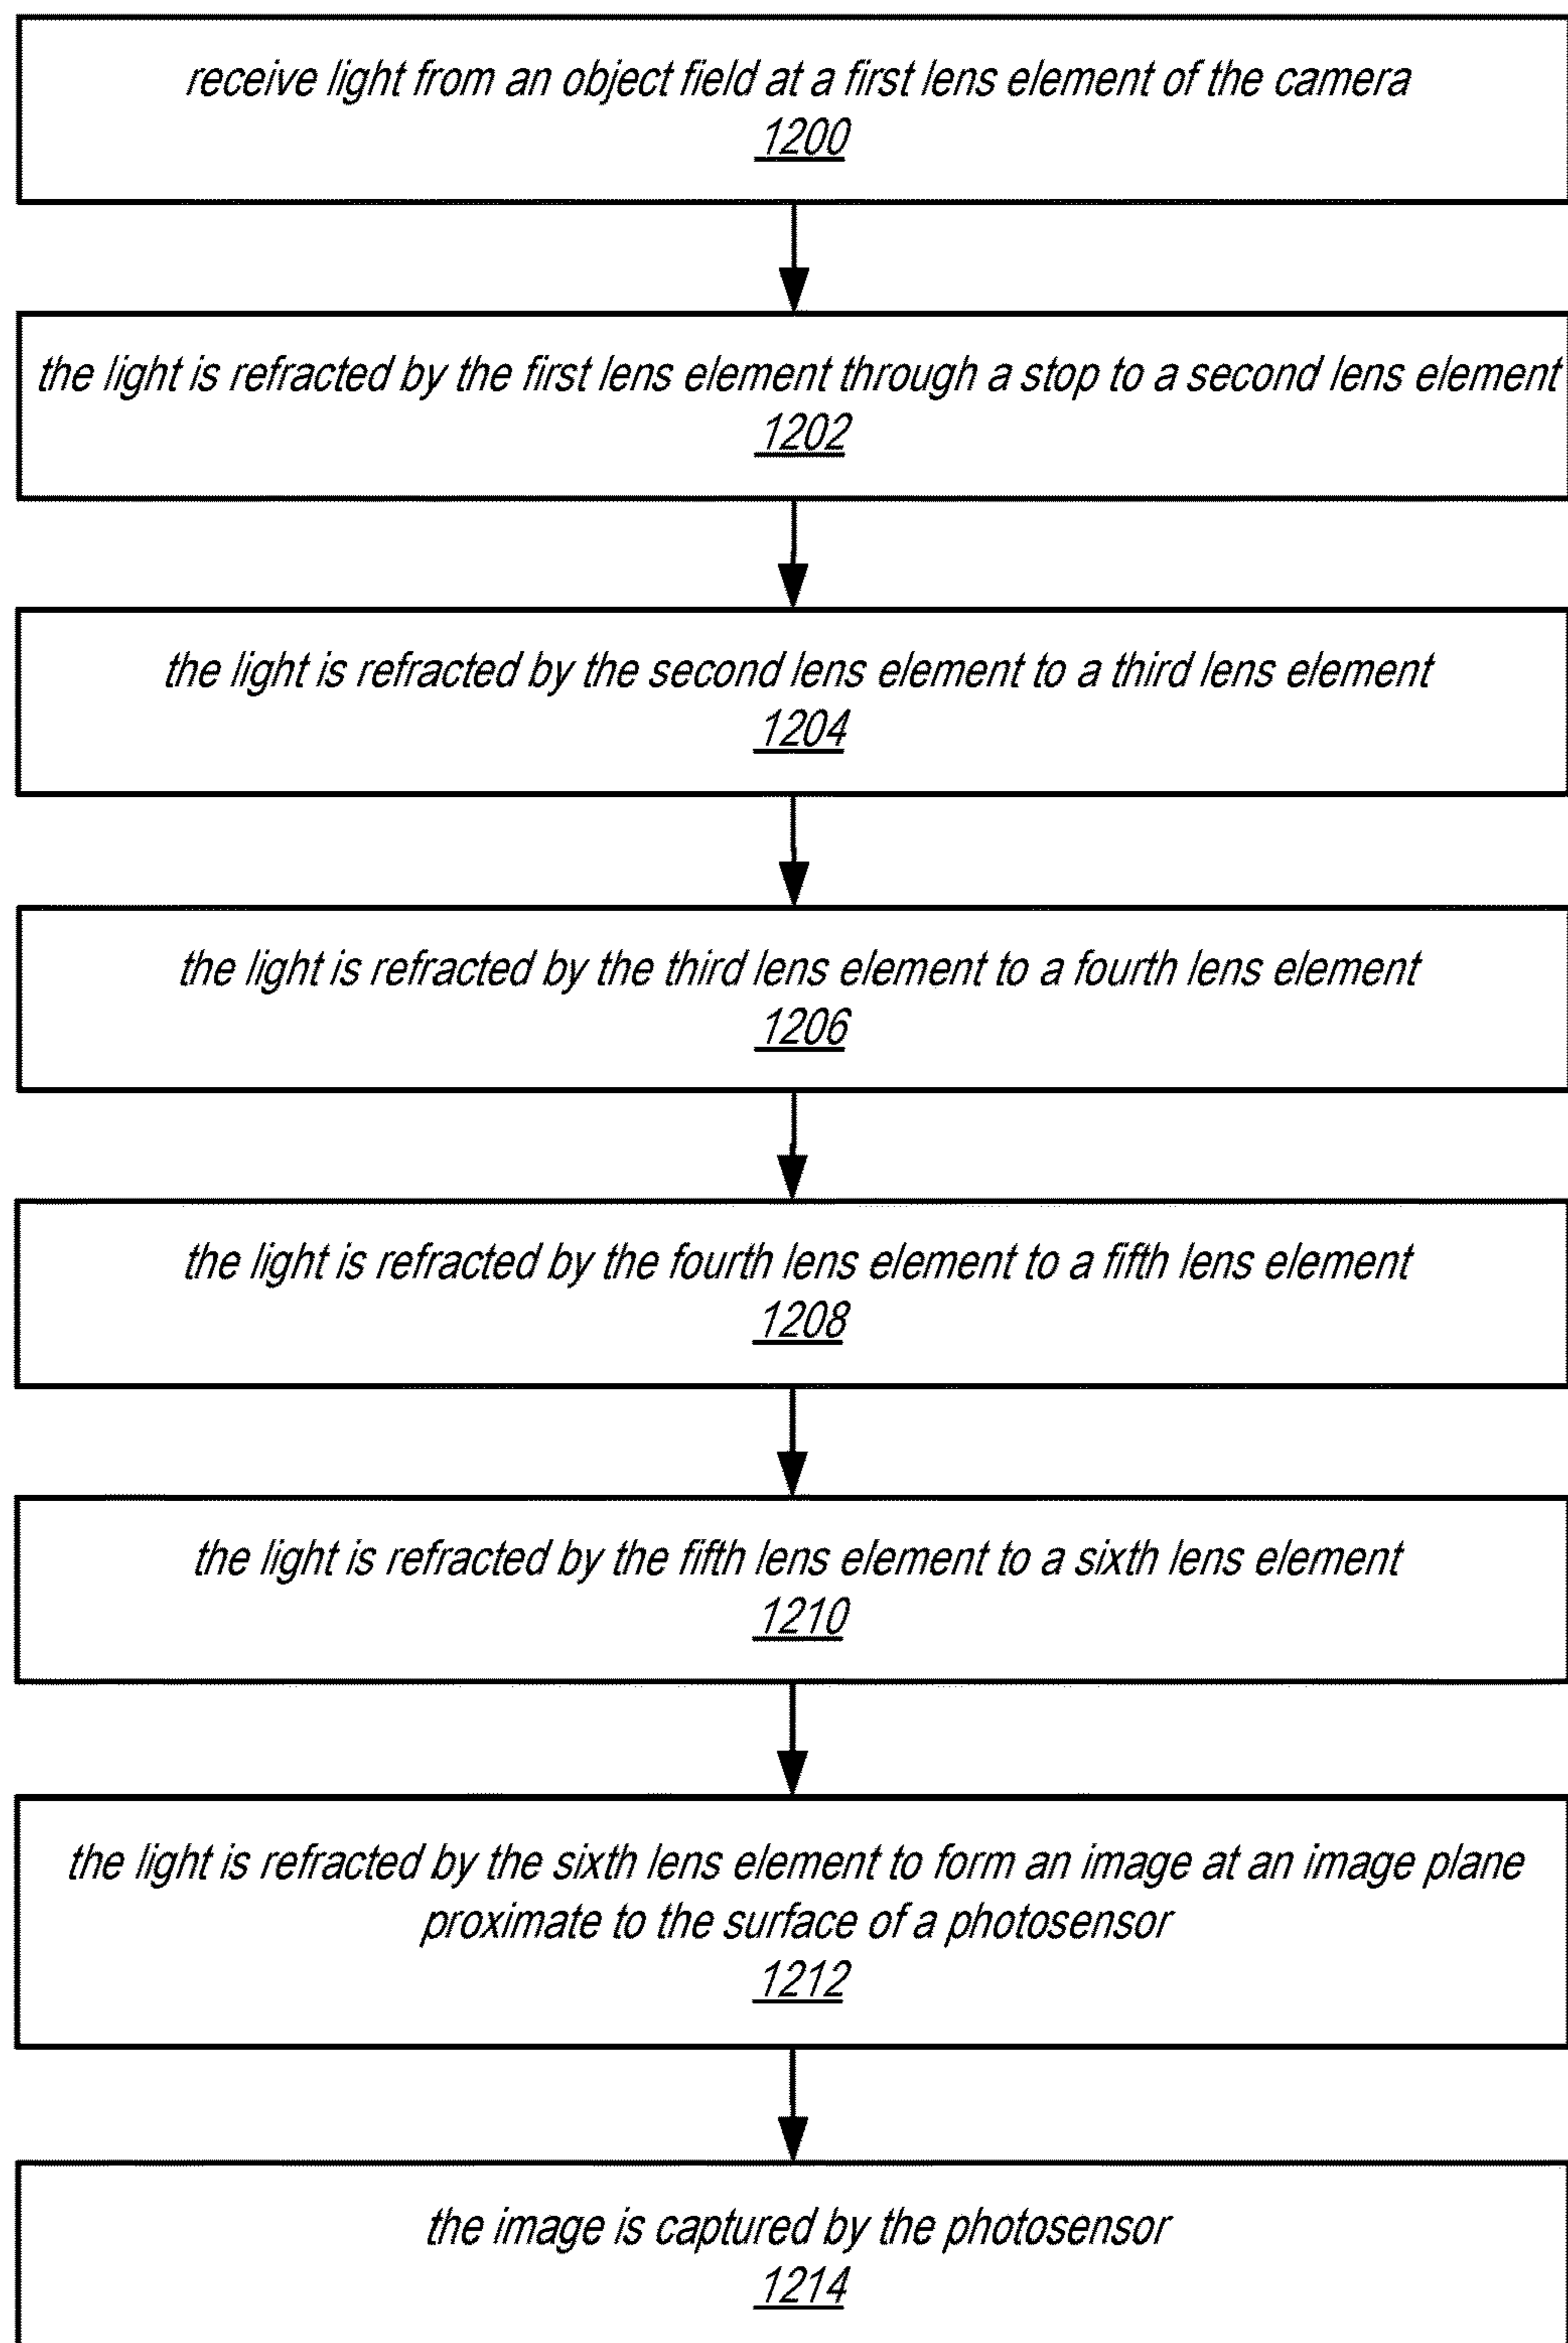 receive light from an object field at a first lens element of the camera
1200
the light is refracted by the first lens element through a stop to a second lens element
1202
the light is refracted by the second lens element to a third lens element
1204
the light is refracted by the third lens element to a fourth lens element
1206
the light is refracted by the fourth lens element to a fifth lens element
1208
the light is refracted by the fifth lens element to a sixth lens element
1210
the light is refracted by the sixth lens element to form an image at an image plane
proximate to the surface of a photosensor
1212
the image is captured by the photosensor
1214